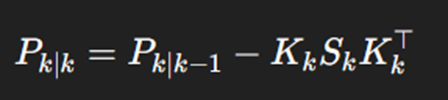 $P_{k|k} = P_{k|k-1} - K_k S_k K_k^\top$